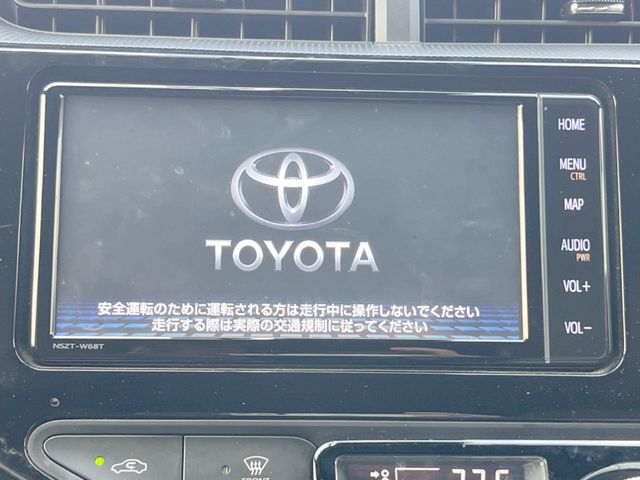 HOME
MENU
CTRL
MAP
AUDIO
PWR
VOL+
VOL-
TOYOTA
安全運転のために運転される方は走行中に操作しないでください
走行する際は実際の交通規制に従ってください
NSZT-W68T
FRONT